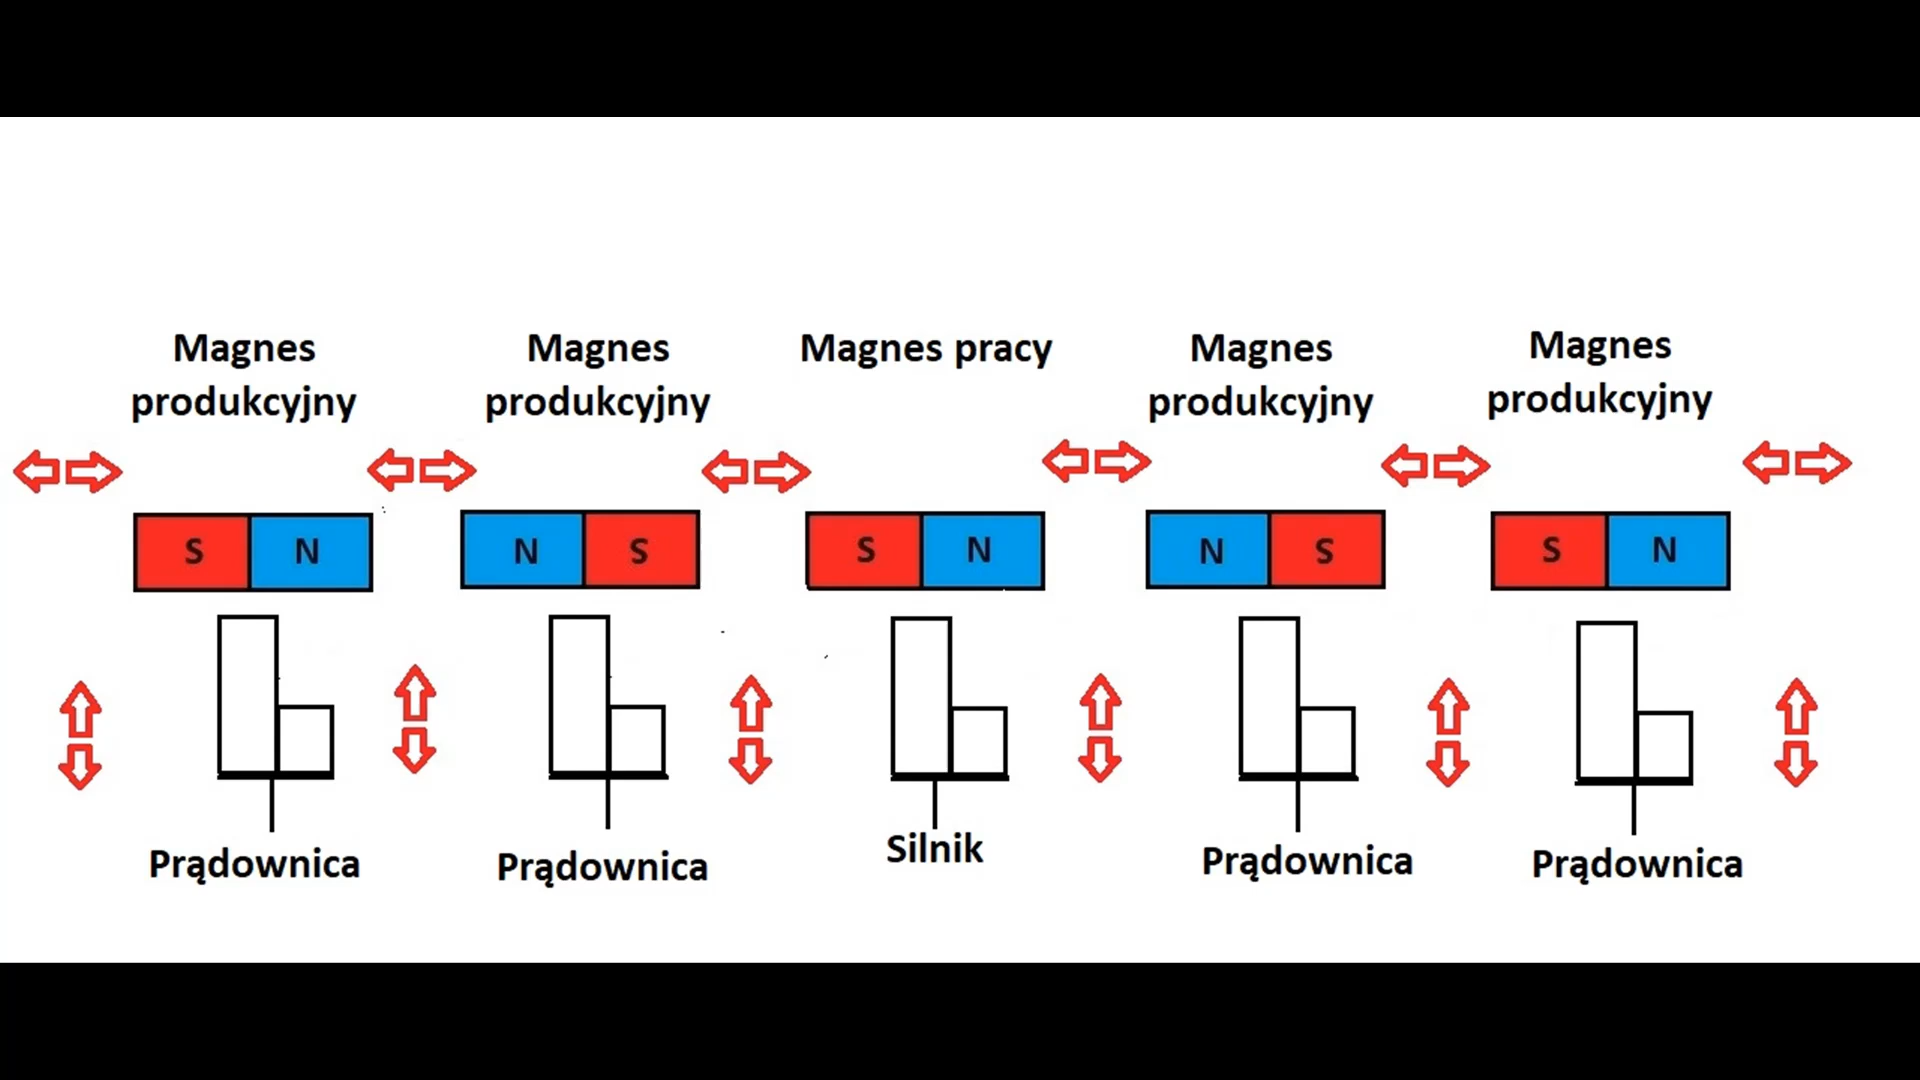 Magnes
produkcyjny
Magnes
produkcyjny
Magnes pracy
Magnes
produkcyjny
Magnes
produkcyjny
S N
N S
S N
N S
S N
Prądownica
Prądownica
Silnik
Prądownica
Prądownica